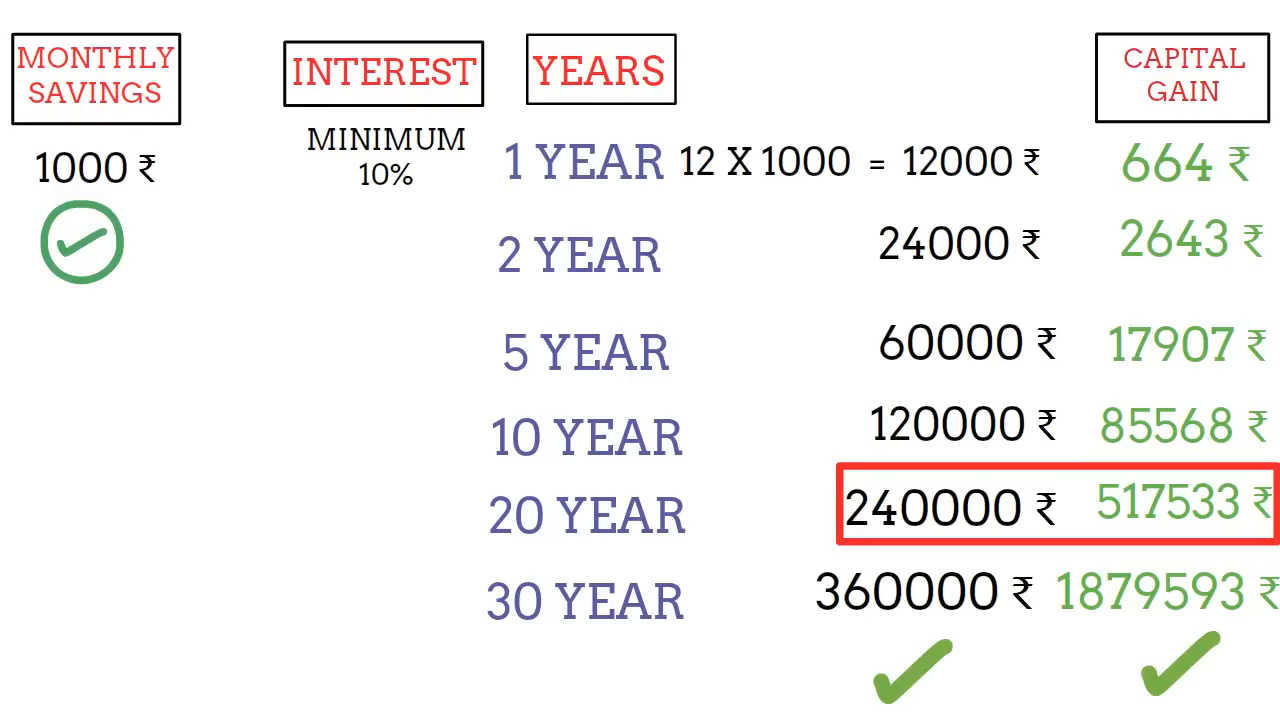 MONTHLY
SAVINGS
INTEREST
YEARS
CAPITAL
GAIN
1000 ₹
MINIMUM
10%
1 YEAR 12 X 1000 = 12000 ₹ 664 ₹
2 YEAR 24000 ₹ 2643 ₹
5 YEAR 60000 ₹ 17907 ₹
10 YEAR 120000 ₹ 85568 ₹
20 YEAR 240000 ₹ 517533 ₹
30 YEAR 360000 ₹ 1879593 ₹